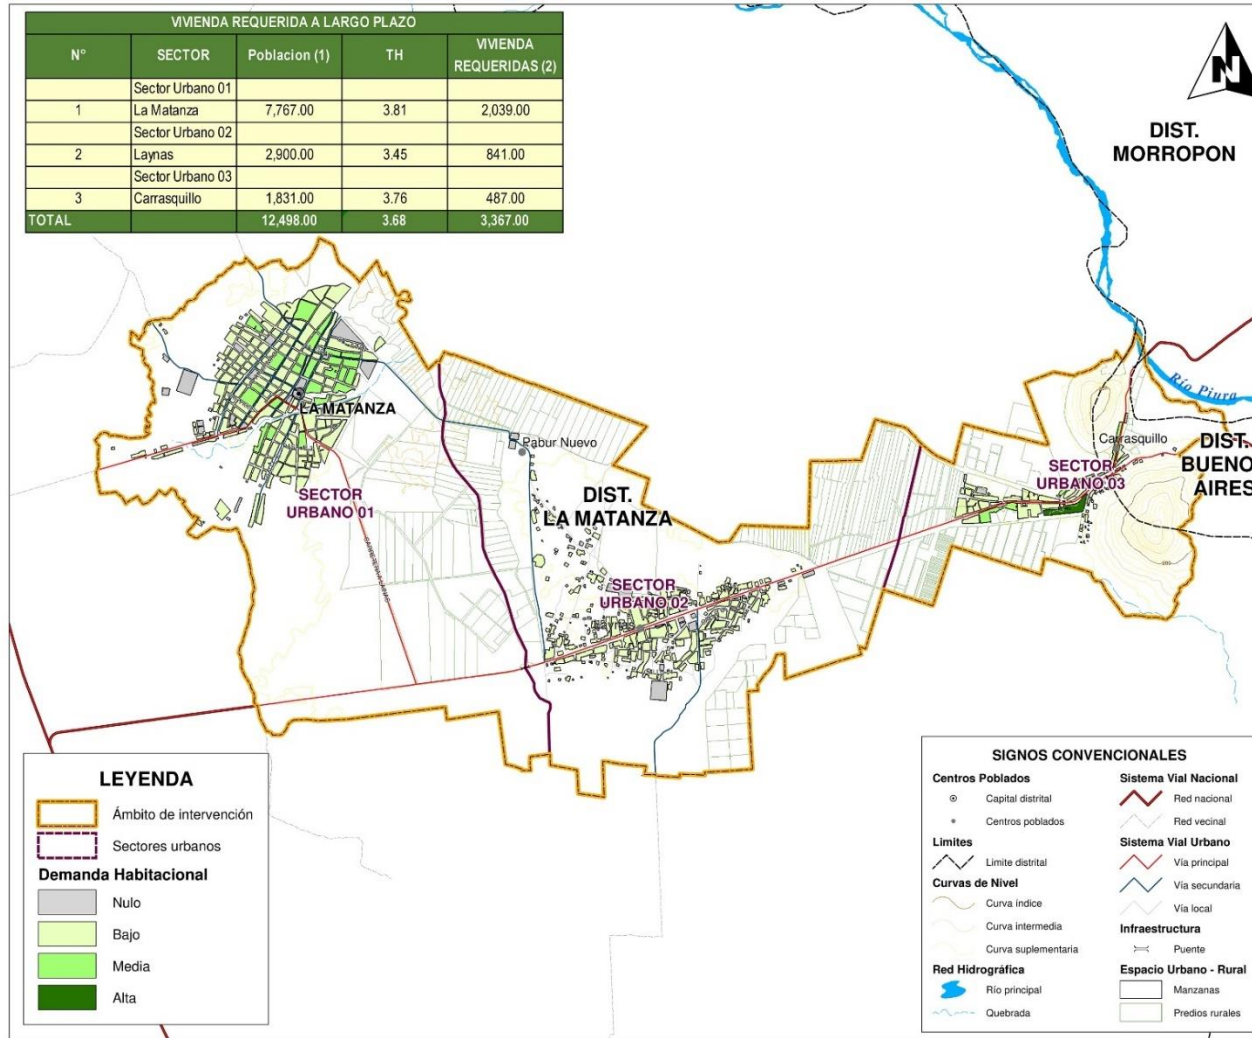 VIVIENDA REQUERIDA A LARGO PLAZO
N° SECTOR Poblacion (1) TH VIVIENDA REQUERIDAS (2)
Sector Urbano 01
1 La Matanza 7,767.00 3.81 2,039.00
Sector Urbano 02
2 Laynas 2,900.00 3.45 841.00
Sector Urbano 03
3 Carrasquillo 1,831.00 3.76 487.00
TOTAL 12,498.00 3.68 3,367.00
N
DIST.
MORROPON
Río Piura
LA MATANZA
Pabur Nuevo
Carrasquillo
DIST.
BUENO
AIRES
SECTOR
URBANO 03
SECTOR
URBANO 01
DIST.
LA MATANZA
SECTOR
URBANO 02
Laynas
LEYENDA
Ámbito de intervención
Sectores urbanos
Demanda Habitacional
Nulo
Bajo
Media
Alta
SIGNOS CONVENCIONALES
Centros Poblados
Capital distrital
Centros poblados
Limites
Limite distrital
Curvas de Nivel
Curva índice
Curva intermedia
Curva suplementaria
Red Hidrográfica
Río principal
Quebrada
Sistema Vial Nacional
Red nacional
Red vecinal
Sistema Vial Urbano
Vía principal
Vía secundaria
Vía local
Infraestructura
Puente
Espacio Urbano - Rural
Manzanas
Predios rurales